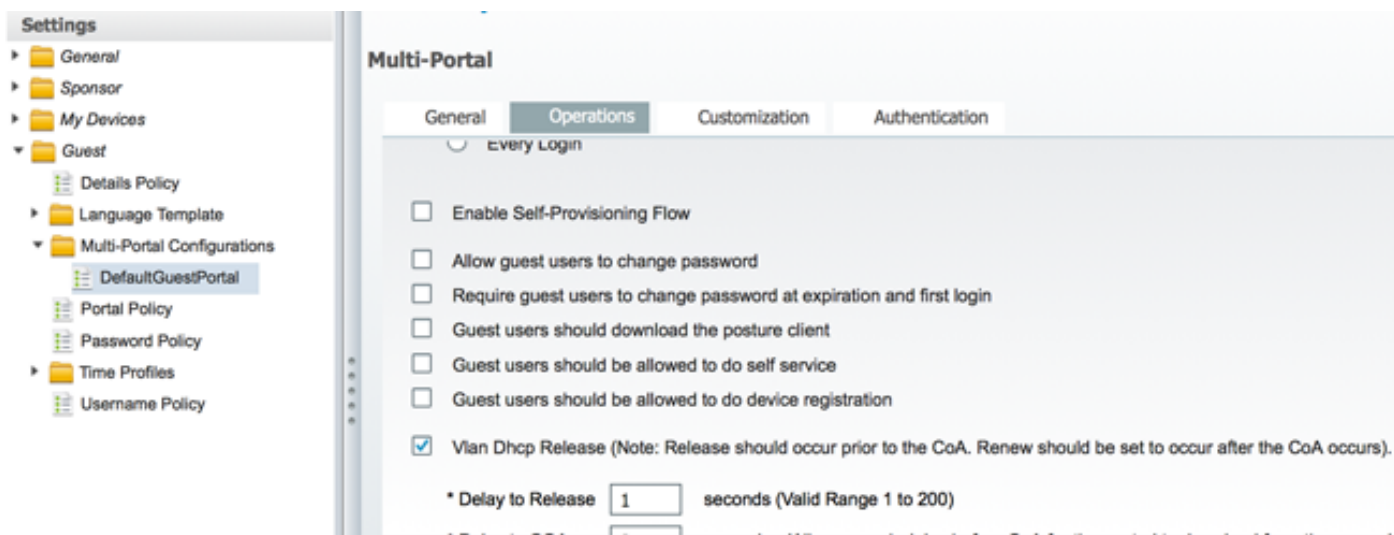 Settings
General
Sponsor
My Devices
Guest
Details Policy
Language Template
Multi-Portal Configurations
DefaultGuestPortal
Portal Policy
Password Policy
Time Profiles
Username Policy
Multi-Portal
General Operations Customization Authentication
Every Login
Enable Self-Provisioning Flow
Allow guest users to change password
Require guest users to change password at expiration and first login
Guest users should download the posture client
Guest users should be allowed to do self service
Guest users should be allowed to do device registration
Vlan Dhcp Release (Note: Release should occur prior to the CoA. Renew should be set to occur after the CoA occurs).
* Delay to Release 1 seconds (Valid Range 1 to 200)